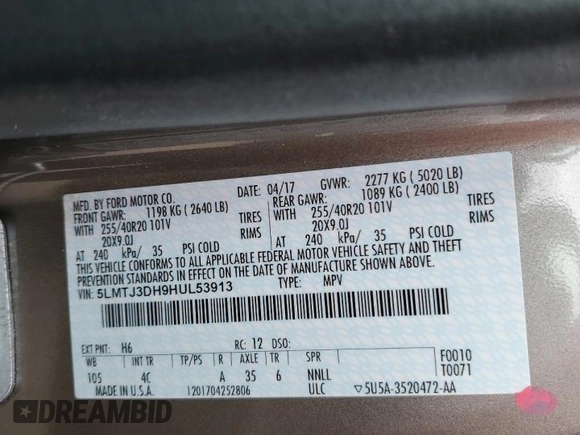 MFD. BY FORD MOTOR CO.
DATE: 04/17
GVWR: 2277 KG ( 5020 LB)
FRONT GAWR: 1198 KG ( 2640 LB)
REAR GAWR: 1089 KG ( 2400 LB)
WITH 255/40R20 101V TIRES
WITH 255/40R20 101V TIRES
20X9.0J RIMS
20X9.0J RIMS
AT 240 kPa/ 35 PSI COLD
AT 240 kPa/ 35 PSI COLD
THIS VEHICLE CONFORMS TO ALL APPLICABLE FEDERAL MOTOR VEHICLE SAFETY AND THEFT
PREVENTION STANDARDS IN EFFECT ON THE DATE OF MANUFACTURE SHOWN ABOVE.
VIN: 5LMTJ3DH9HUL53913
TYPE: MPV
EXT PNT: H6 RC: 12 DSO:
WB INT TR TP/PS R AXLE TR SPR
F0010
T0071
105 4C A 35 6 NNLL
MADE IN U.S.A. 1201704252806 ULC ▽5U5A-3520472-AA
DREAMBID